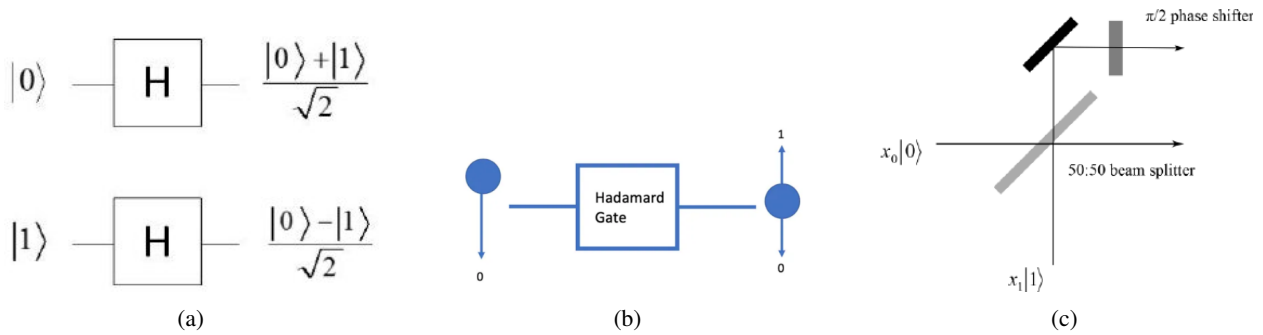 |0⟩ H |0⟩+|1⟩
√2
|1⟩ H |0⟩−|1⟩
√2
(a)
1
Hadamard
Gate
0
0
(b)
π/2 phase shifter
x₀|0⟩
50:50 beam splitter
x₁|1⟩
(c)